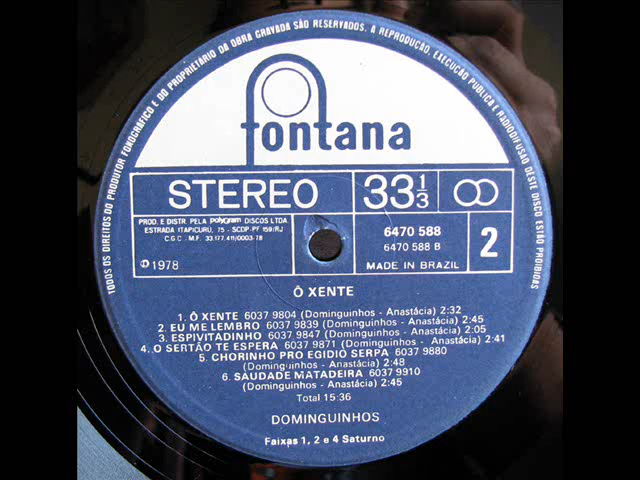 TODOS OS DIREITOS DO PRODUTOR FONOGRÁFICO E DO PROPRIETÁRIO DA OBRA GRAVADA SÃO RESERVADOS. A REPRODUÇÃO, EXECUÇÃO PÚBLICA E RADIODIFUSÃO DESTE DISCO ESTÃO PROIBIDAS
fontana
STEREO
33 1/3
PROD. E DISTR. PELA polygram DISCOS LTDA
ESTRADA ITAPICURU, 75 - SCDP-PF 159/RJ
C.G.C. MF. 33.177.411/0003-78
Ⓟ 1978
6470 588
6470 588 B
MADE IN BRAZIL
2
Ô XENTE
1. Ô XENTE 6037 9804 (Dominguinhos - Anastácia) 2:32
2. EU ME LEMBRO 6037 9839 (Dominguinhos - Anastácia) 2:45
3. ESPIVITADINHO 6037 9847 (Dominguinhos - Anastácia) 2:05
4. O SERTÃO TE ESPERA 6037 9871 (Dominguinhos - Anastácia) 2:41
5. CHORINHO PRO EGIDIO SERPA 6037 9880
(Dominguinhos - Anastácia) 2:48
6. SAUDADE MATADEIRA 6037 9910
(Dominguinhos - Anastácia) 2:45
Total 15:36
DOMINGUINHOS
Faixas 1, 2 e 4 Saturno